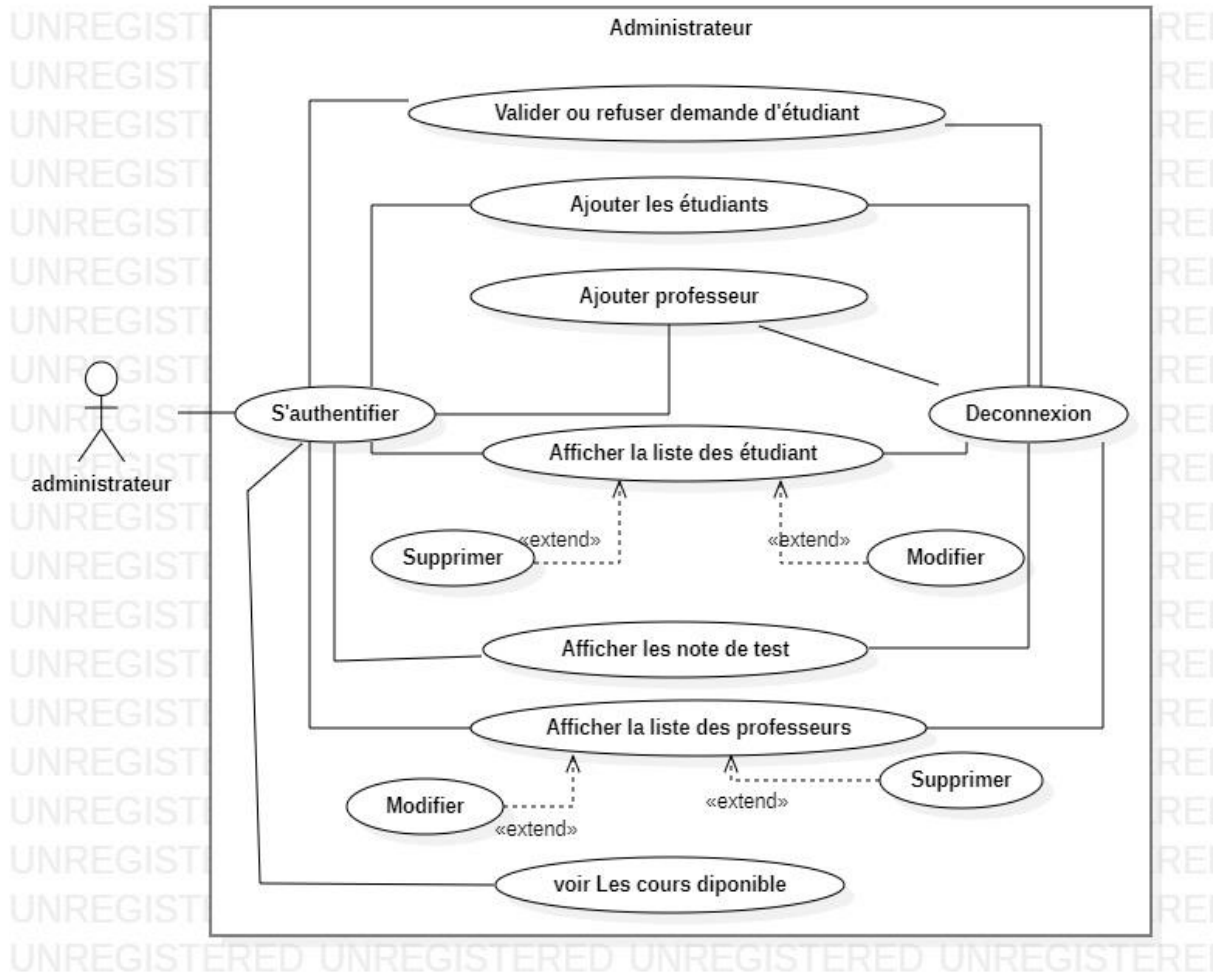 Administrateur
Valider ou refuser demande d'étudiant
Ajouter les étudiants
Ajouter professeur
S'authentifier
Deconnexion
administrateur
Afficher la liste des étudiant
«extend»
«extend»
Supprimer
Modifier
Afficher les note de test
Afficher la liste des professeurs
Modifier
«extend»
«extend»
Supprimer
voir Les cours diponible
UNREGISTERED UNREGISTERED UNREGISTERED UNREGISTERE